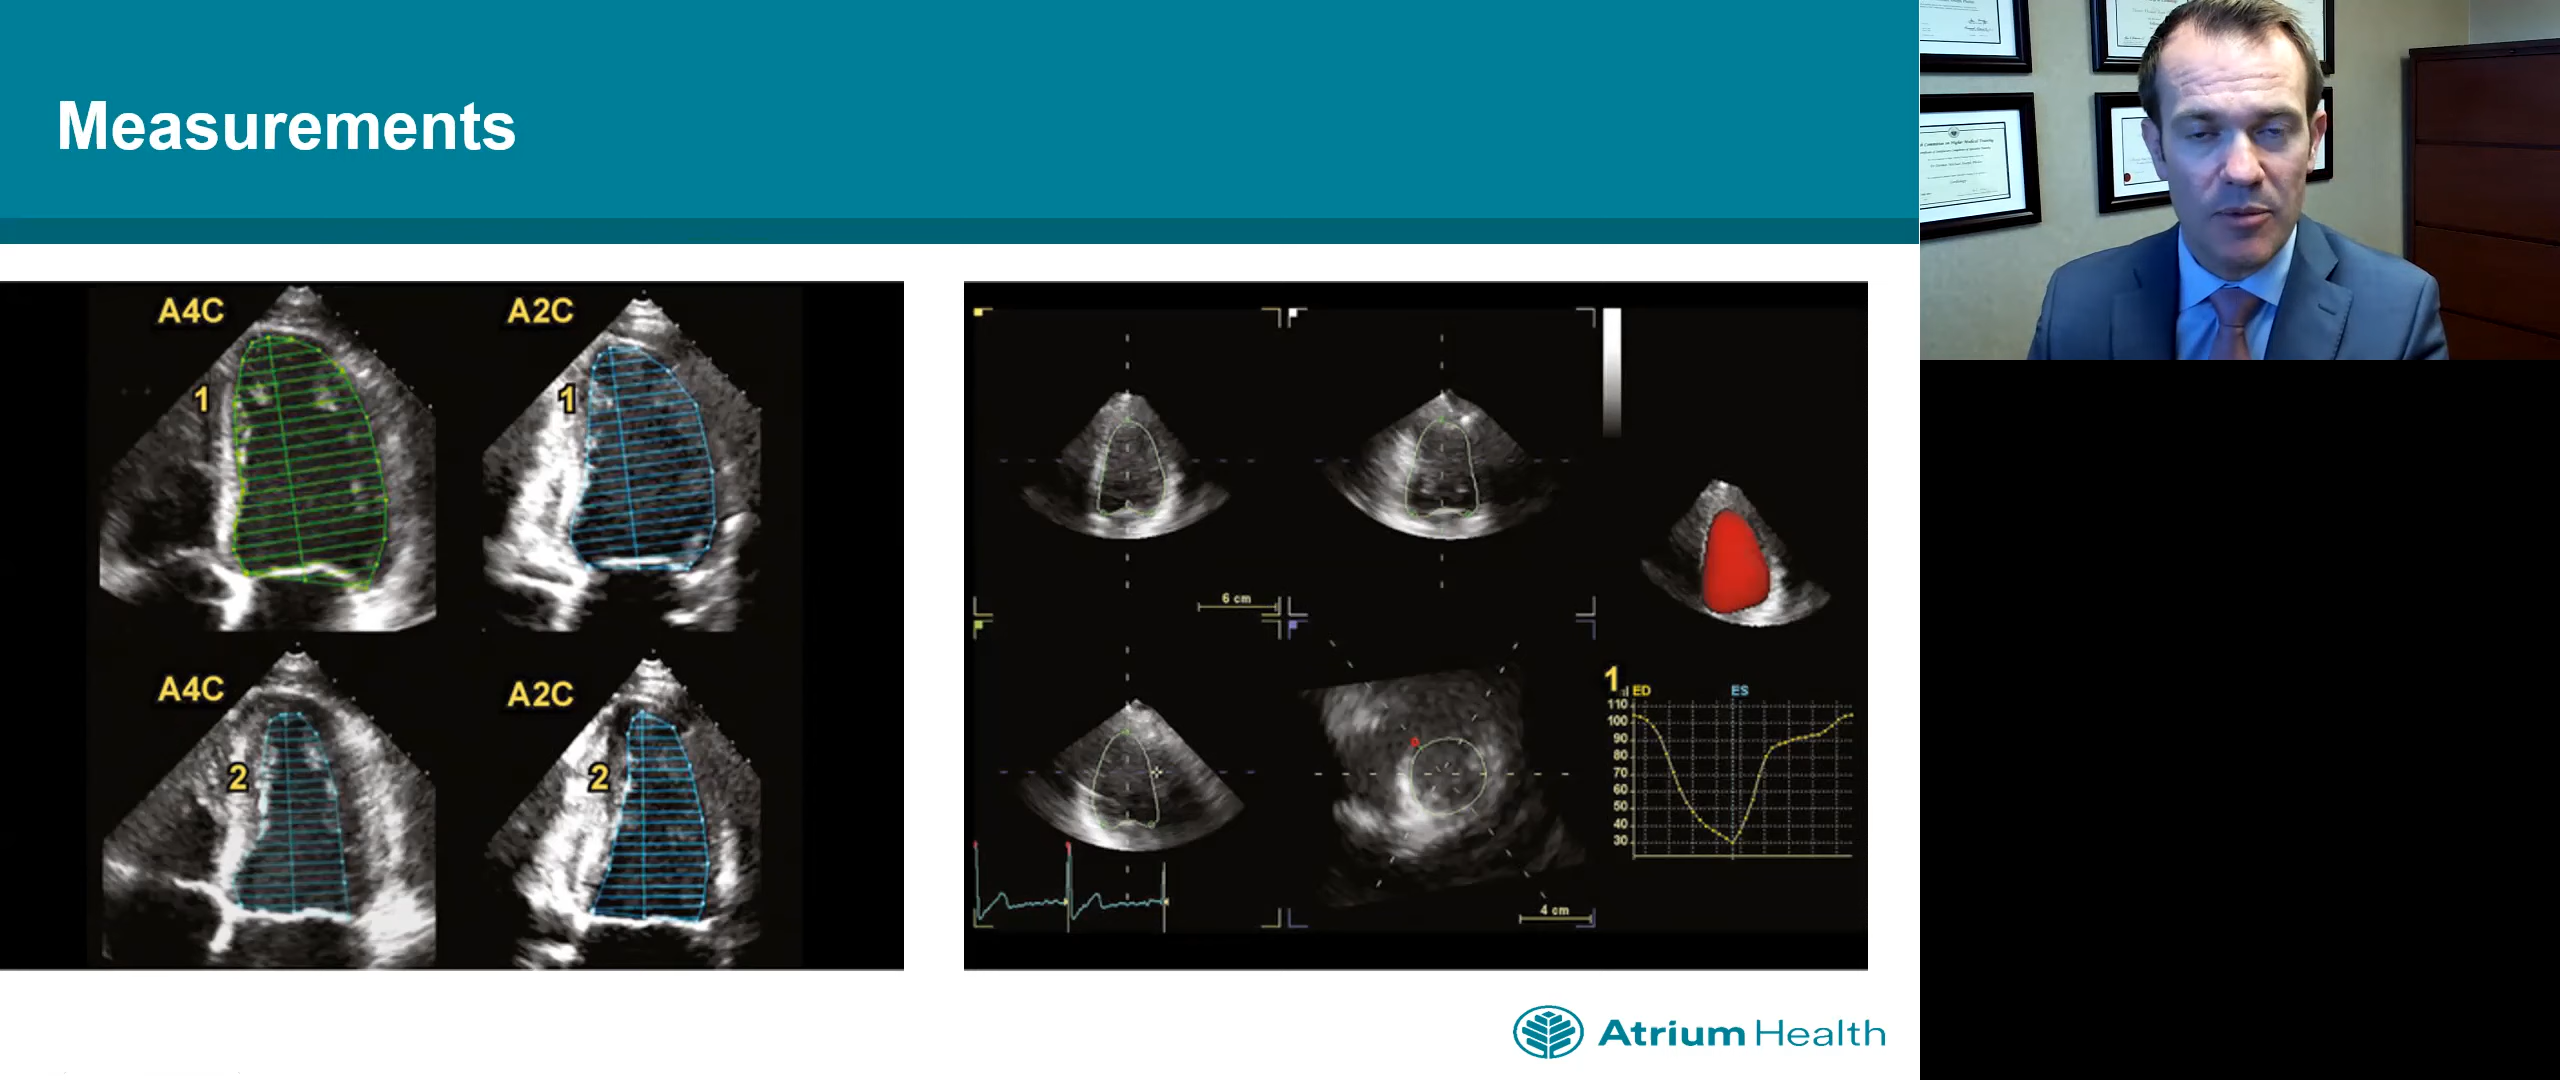 Measurements
A4C
A2C
1
1
A4C
A2C
2
2
6 cm
4 cm
1
ED
ES
110
100
90
80
70
60
50
40
30
Atrium Health